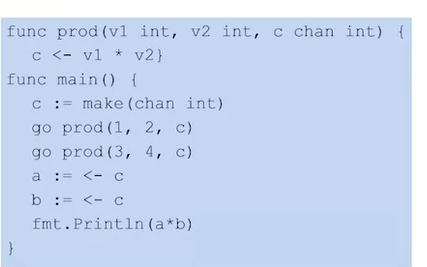 func prod(v1 int, v2 int, c chan int) {
   c <- v1 * v2}
func main() {
   c := make(chan int)
   go prod(1, 2, c)
   go prod(3, 4, c)
   a := <- c
   b := <- c
   fmt.Println(a*b)
}